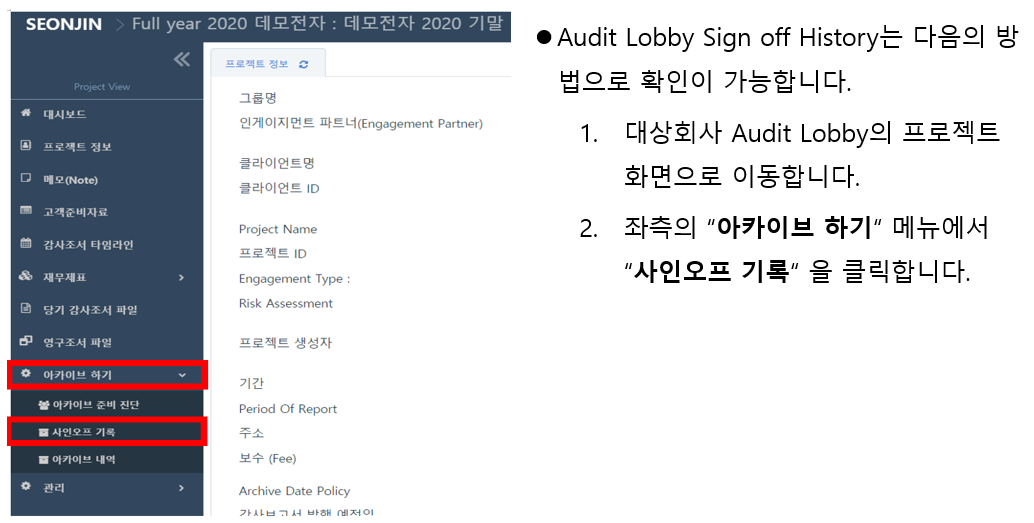 SEONJIN > Full year 2020 데모전자 : 데모전자 2020 기말
프로젝트 정보
Project View
대시보드
프로젝트 정보
메모(Note)
고객준비자료
감사조서 타임라인
재무제표
당기 감사조서 파일
영구조서 파일
아카이브 하기
아카이브 준비 진단
사인오프 기록
아카이브 내역
관리
그룹명
인게이지먼트 파트너(Engagement Partner)
클라이언트명
클라이언트 ID
Project Name
프로젝트 ID
Engagement Type :
Risk Assessment
프로젝트 생성자
기간
Period Of Report
주소
보수 (Fee)
Archive Date Policy
감사보고서 발행 예정일
● Audit Lobby Sign off History는 다음의 방
법으로 확인이 가능합니다.
1. 대상회사 Audit Lobby의 프로젝트
화면으로 이동합니다.
2. 좌측의 “아카이브 하기“ 메뉴에서
“사인오프 기록“ 을 클릭합니다.